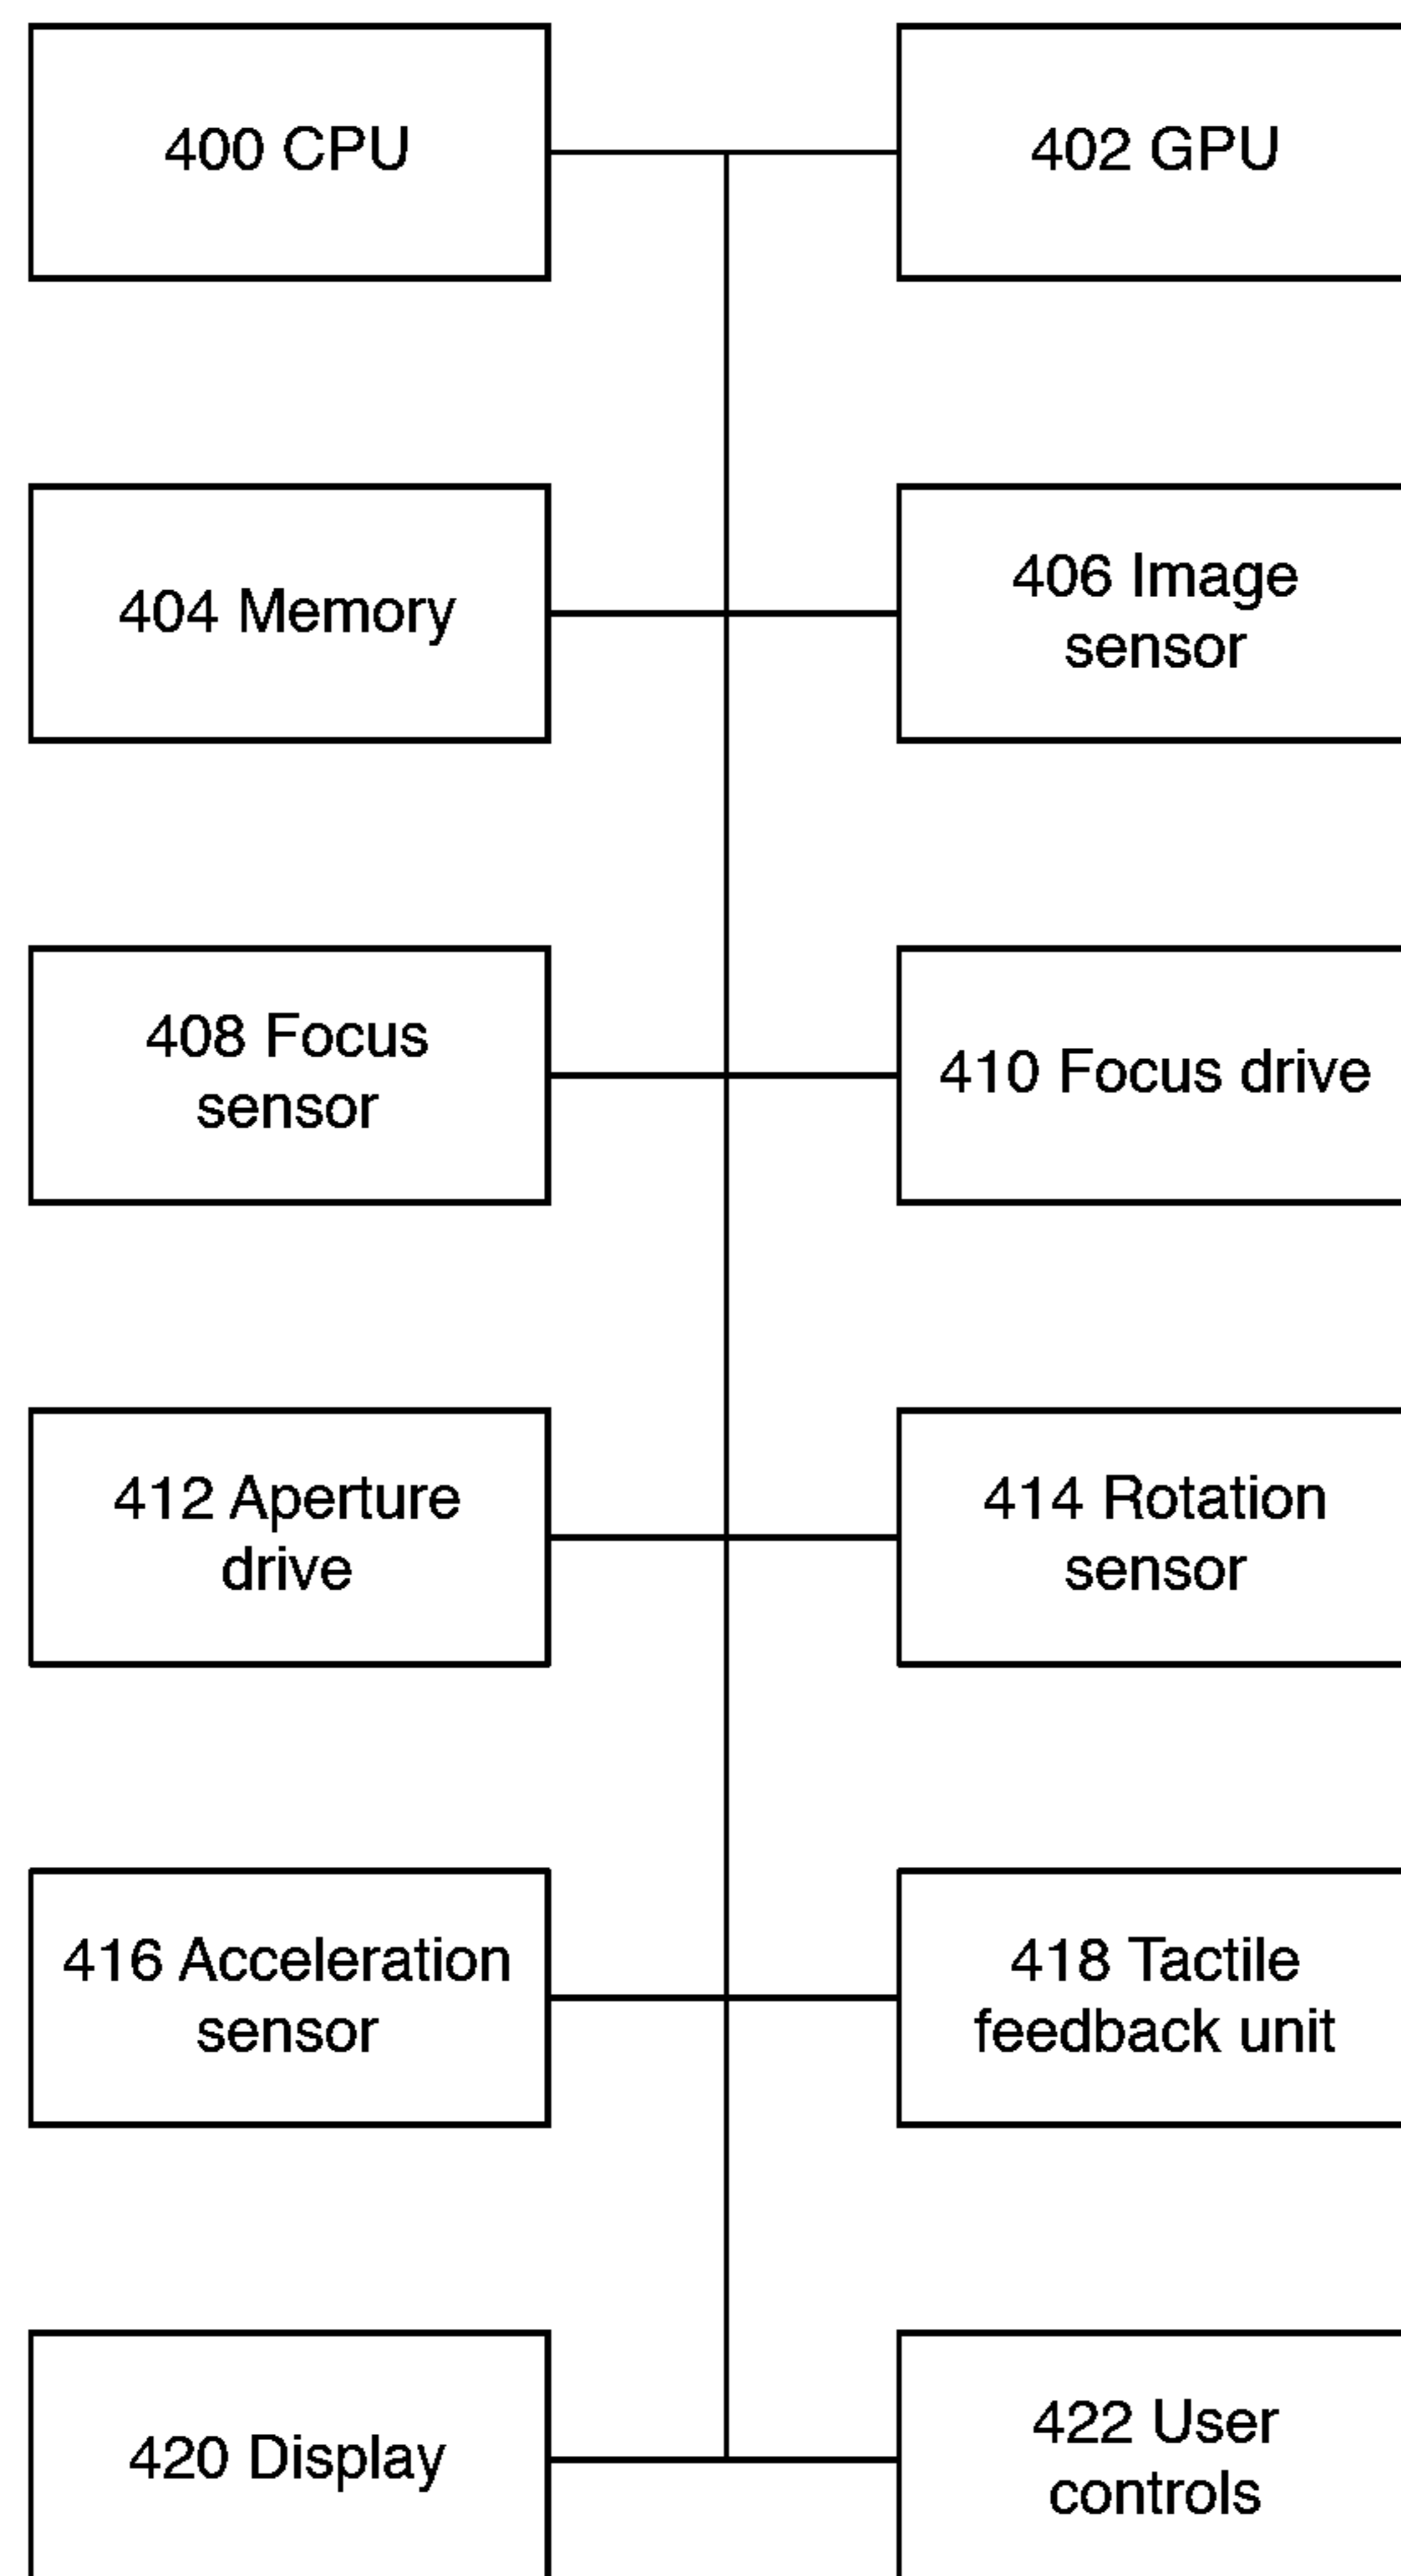 400 CPU
402 GPU
404 Memory
406 Image
sensor
408 Focus
sensor
410 Focus drive
412 Aperture
drive
414 Rotation
sensor
416 Acceleration
sensor
418 Tactile
feedback unit
420 Display
422 User
controls